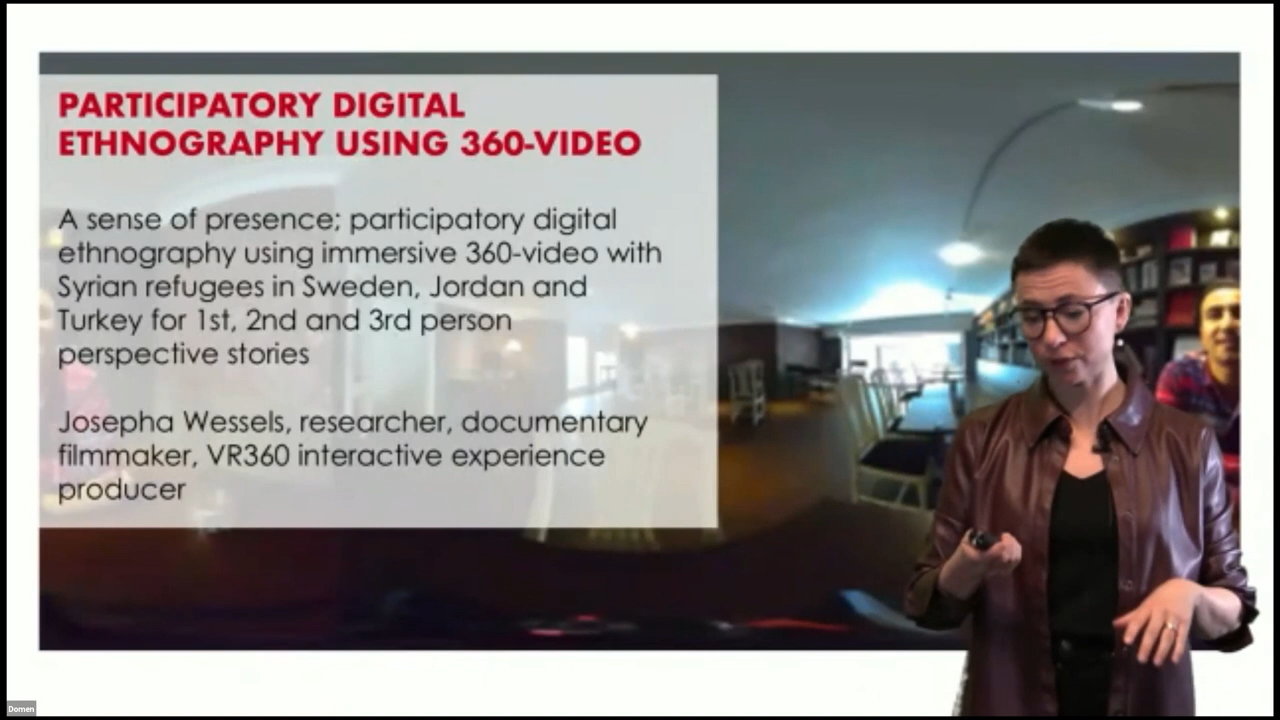 PARTICIPATORY DIGITAL
ETHNOGRAPHY USING 360-VIDEO
A sense of presence; participatory digital
ethnography using immersive 360-video with
Syrian refugees in Sweden, Jordan and
Turkey for 1st, 2nd and 3rd person
perspective stories
Josepha Wessels, researcher, documentary
filmmaker, VR360 interactive experience
producer
Domen